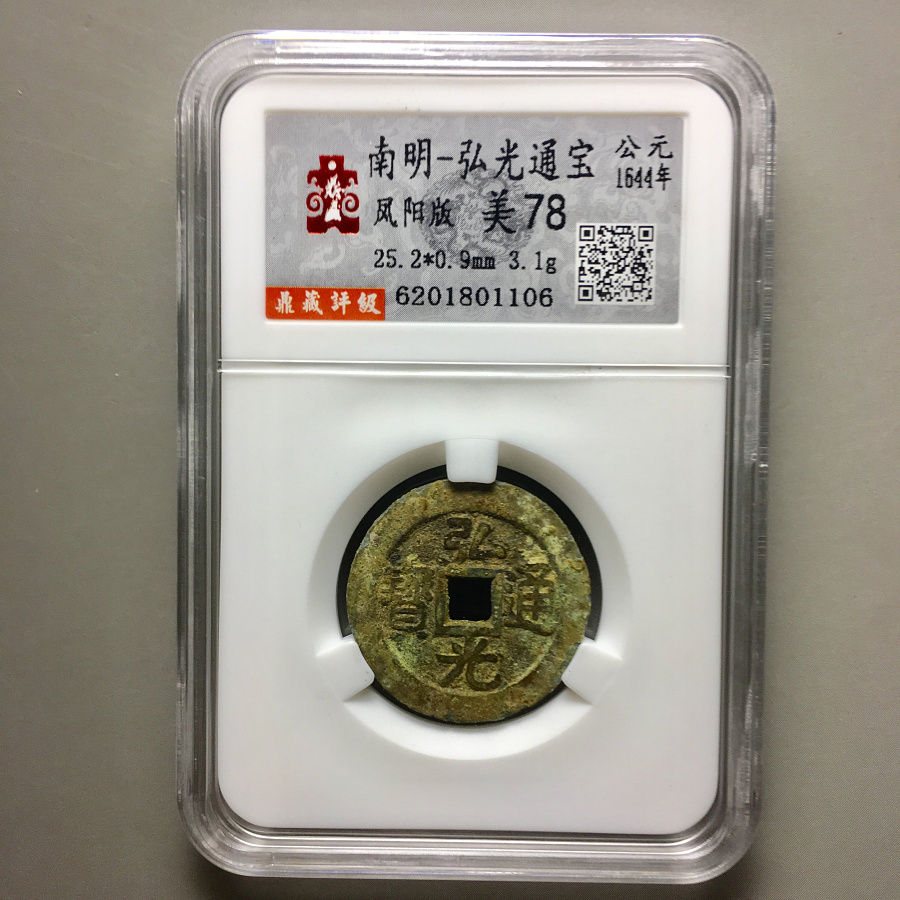 南明-弘光通宝
公元
1644年
凤阳版 美78
25.2*0.9mm 3.1g
鼎藏評級 6201801106
弘光通寶